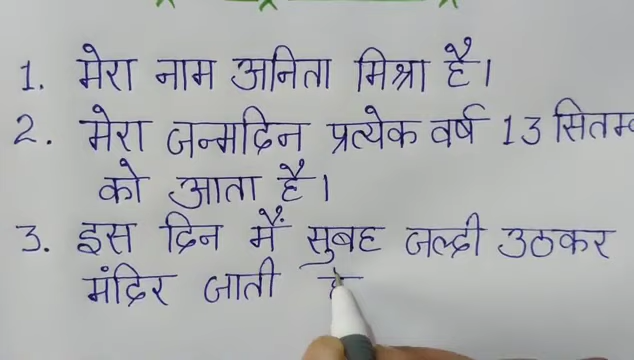 1. मेरा नाम अनिता मिश्रा है।
2. मेरा जन्मदिन प्रत्येक वर्ष 13 सितम्ब
को आता है।
3. इस दिन मैं सुबह जल्दी उठकर
मंदिर जाती